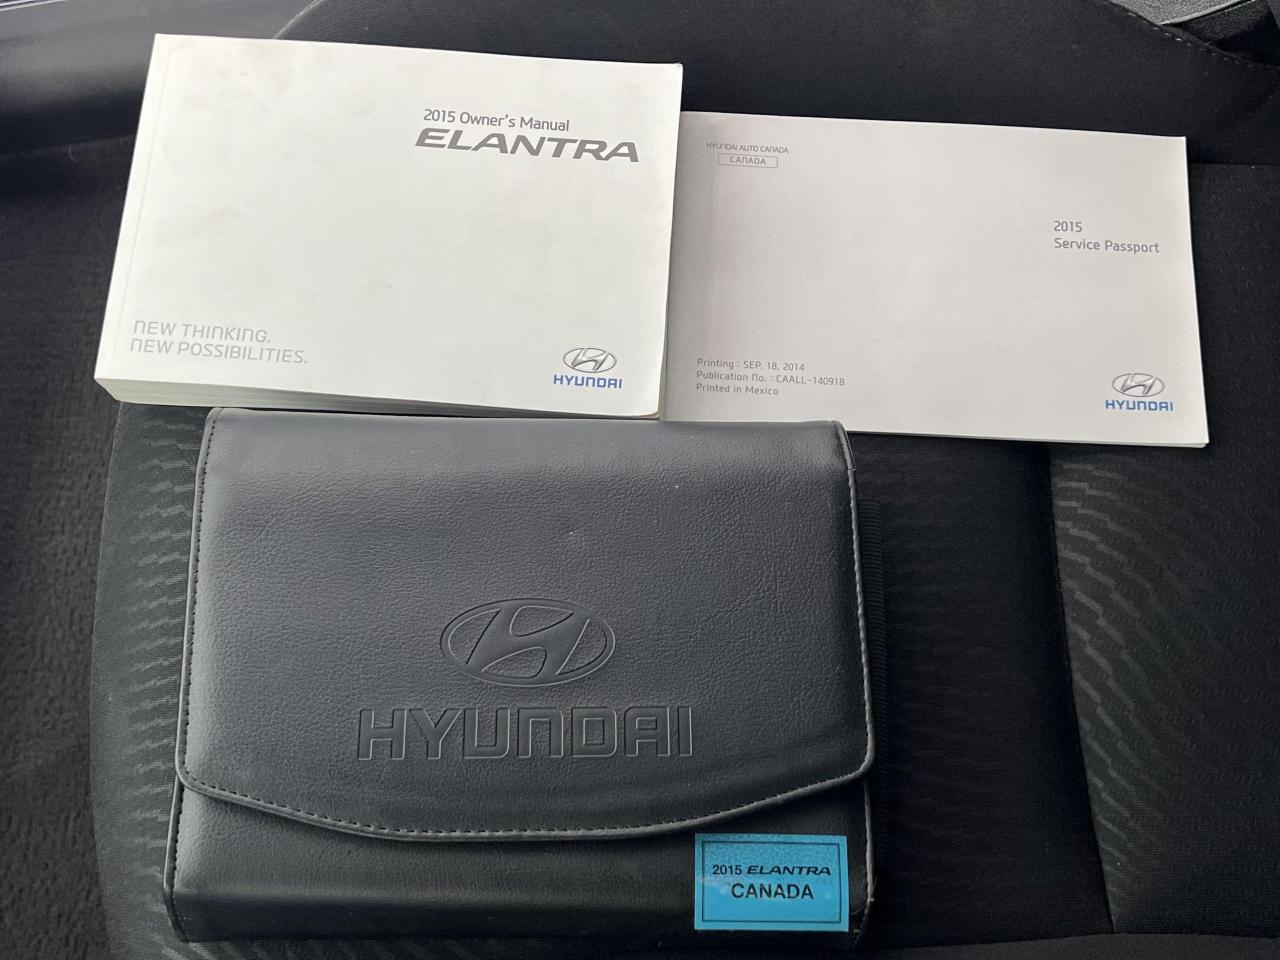 2015 Owner's Manual
ELANTRA
NEW THINKING.
NEW POSSIBILITIES.
HYUNDAI
HYUNDAI AUTO CANADA
CANADA
2015
Service Passport
Printing : SEP. 18, 2014
Publication No. : CAALL-140918
Printed in Mexico
HYUNDAI
HYUNDAI
2015 ELANTRA
CANADA